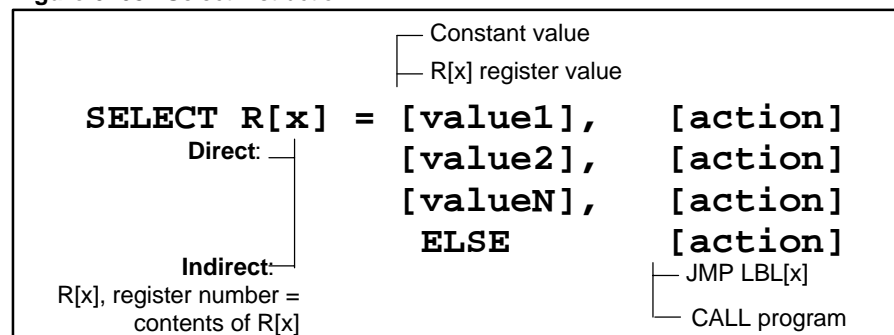 Constant value
R[x] register value
SELECT R[x] = [value1], [action]
Direct: [value2], [action]
[valueN], [action]
ELSE [action]
Indirect: JMP LBL[x]
R[x], register number =
contents of R[x] CALL program